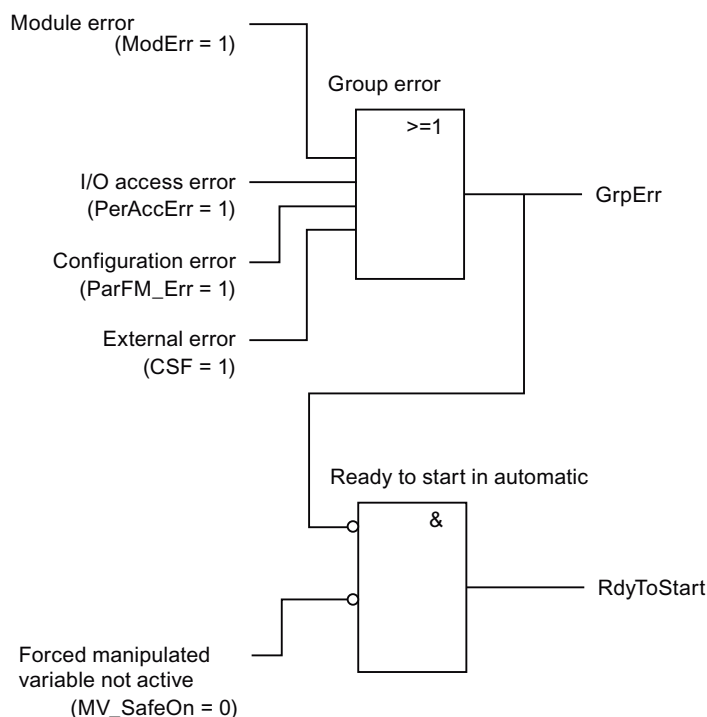 Module error
(ModErr = 1)
Group error
>=1
I/O access error
(PerAccErr = 1)
GrpErr
Configuration error
(ParFM_Err = 1)
External error
(CSF = 1)
Ready to start in automatic
&
RdyToStart
Forced manipulated
variable not active
(MV_SafeOn = 0)